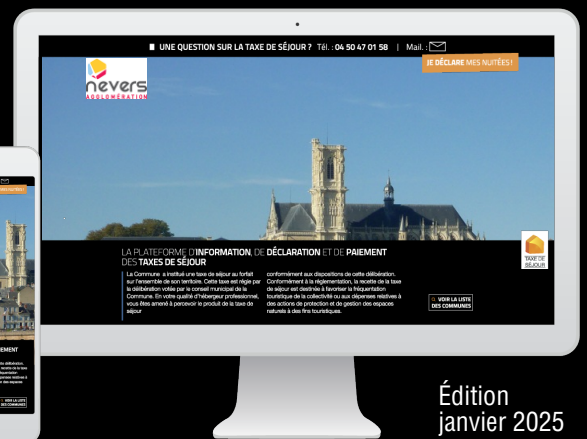 UNE QUESTION SUR LA TAXE DE SÉJOUR ? Tél. : 04 50 47 01 58 | Mail. :
JE DÉCLARE MES NUITÉES !
nevers
AGGLOMÉRATION
LA PLATEFORME D'INFORMATION, DE DÉCLARATION ET DE PAIEMENT
DES TAXES DE SÉJOUR
La Commune a institué une taxe de séjour au forfait
sur l'ensemble de son territoire. Cette taxe est régie par
la délibération votée par le conseil municipal de la
Commune. En votre qualité d'hébergeur professionnel,
vous êtes amené à percevoir le produit de la taxe de
séjour
conformément aux dispositions de cette délibération.
Conformément à la réglementation, la recette de la taxe
de séjour est destinée à favoriser la fréquentation
touristique de la collectivité ou aux dépenses relatives à
des actions de protection et de gestion des espaces
naturels à des fins touristiques.
TAXE DE
SÉJOUR
VOIR LA LISTE
DES COMMUNES
EMENT
VOIR LA LISTE
DES COMMUNES
Édition
janvier 2025